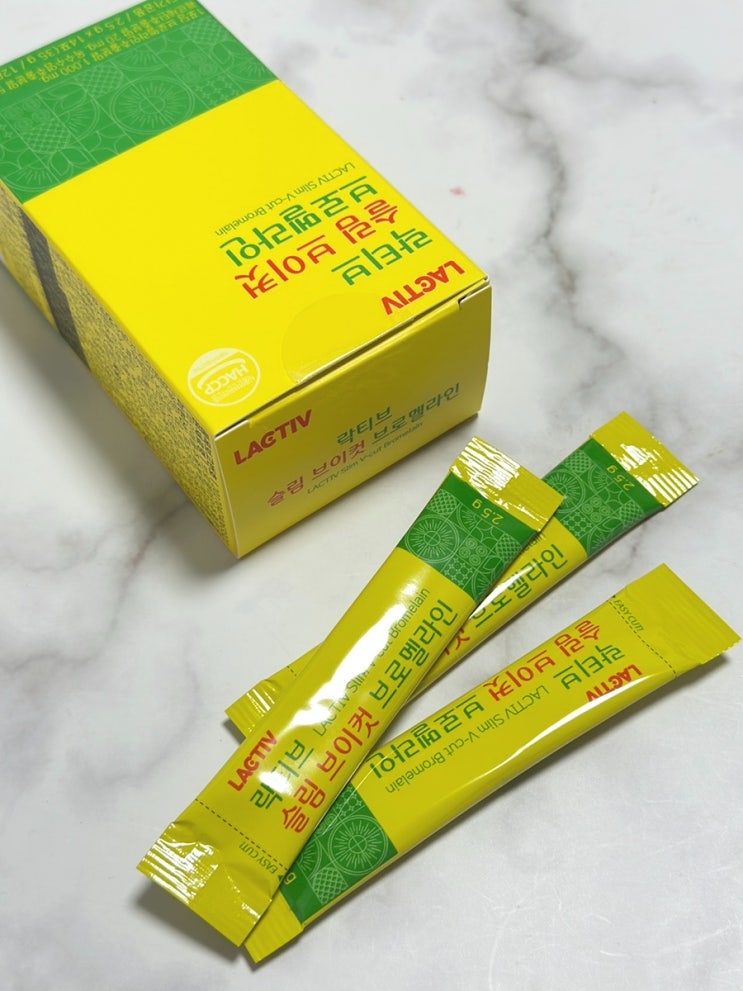 LACTIV
락티브
슬림 브이컷
브로멜라인
LACTIV Slim V-cut Bromelain
HACCP
LACTIV
락티브
슬림 브이컷 브로멜라인
LACTIV Slim V-cut Bromelain
2.5g
LACTIV
락티브 LACTIV Slim V-cut Bromelain
슬림 브이컷 브로멜라인
EASY CUT!
2.5g
브로멜라인
EASY CUT!
LACTIV
락티브 LACTIV Slim V-cut Bromelain
슬림 브이컷 브로멜라인